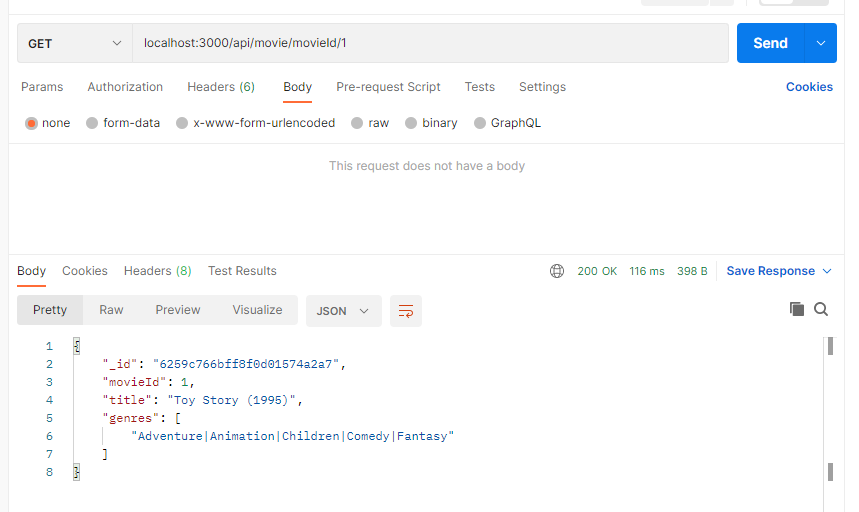 GET localhost:3000/api/movie/movieId/1 Send
Params Authorization Headers (6) Body Pre-request Script Tests Settings Cookies
none form-data x-www-form-urlencoded raw binary GraphQL
This request does not have a body
Body Cookies Headers (8) Test Results 200 OK 116 ms 398 B Save Response
Pretty Raw Preview Visualize JSON
1 {
2 "_id": "6259c766bff8f0d01574a2a7",
3 "movieId": 1,
4 "title": "Toy Story (1995)",
5 "genres": [
6 "Adventure|Animation|Children|Comedy|Fantasy"
7 ]
8 }